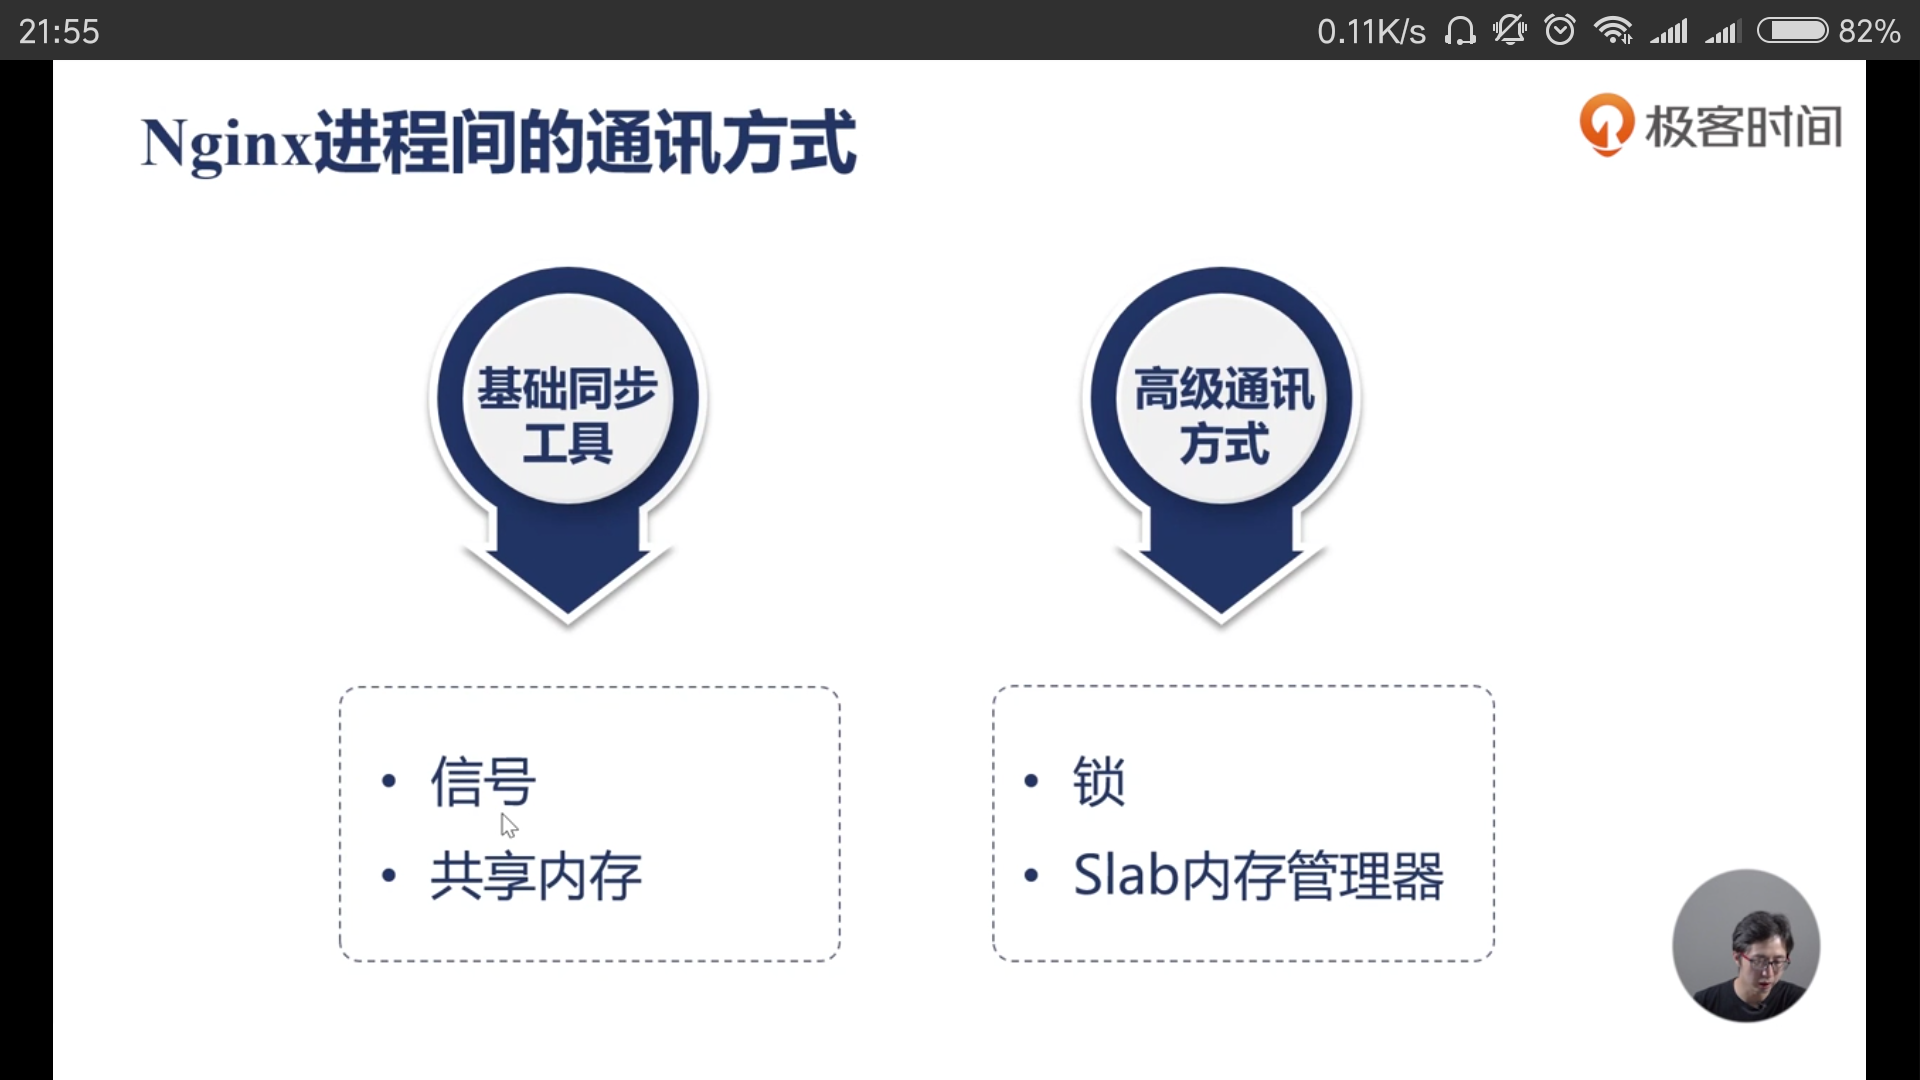 21:55
0.11K/s
82%
Nginx进程间的通讯方式
极客时间
基础同步
工具
高级通讯
方式
• 信号
• 共享内存
• 锁
• Slab内存管理器